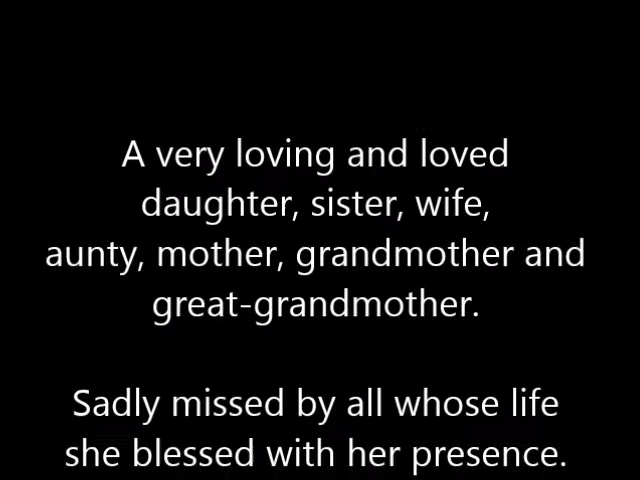 A very loving and loved
daughter, sister, wife,
aunty, mother, grandmother and
great-grandmother.
Sadly missed by all whose life
she blessed with her presence.